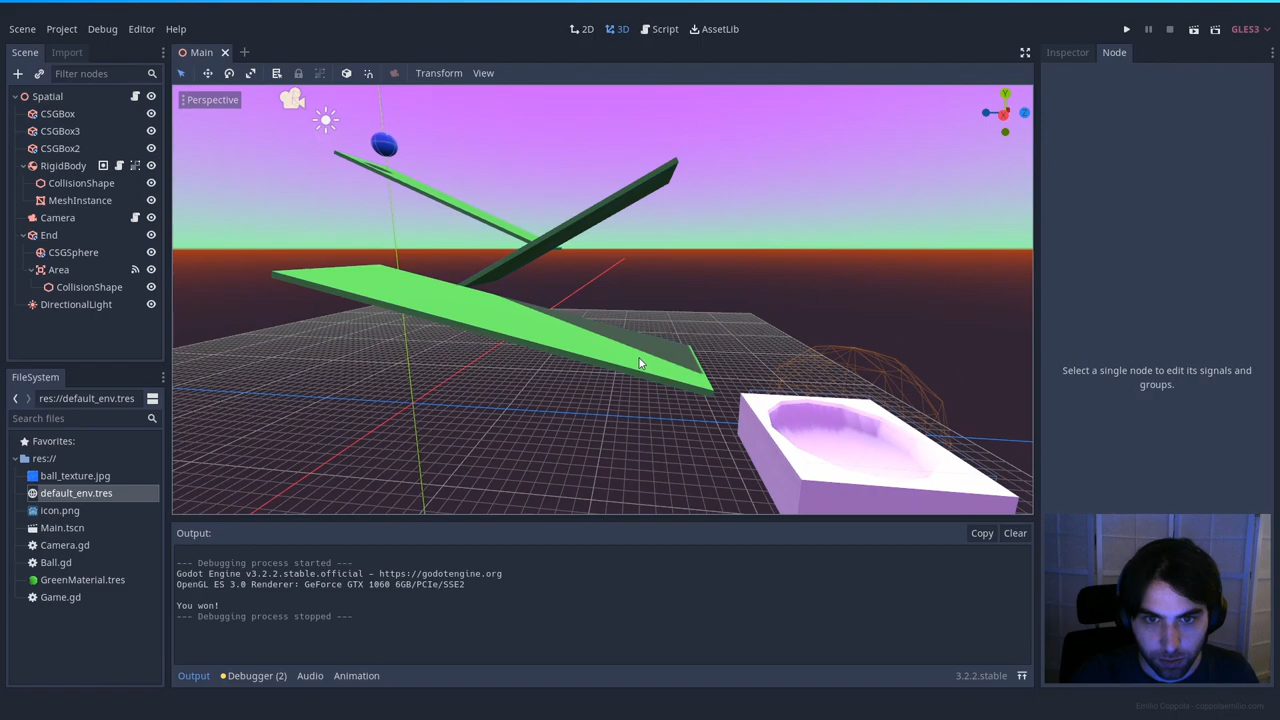 Scene Project Debug Editor Help
2D 3D Script AssetLib
GLES3
Scene Import
Main
Inspector Node
Filter nodes
Transform View
Spatial
CSGBox
CSGBox3
CSGBox2
RigidBody
CollisionShape
MeshInstance
Camera
End
CSGSphere
Area
CollisionShape
DirectionalLight
Perspective
Y
X
Z
Select a single node to edit its signals and
groups.
FileSystem
res://default_env.tres
Search files
Favorites:
res://
ball_texture.jpg
default_env.tres
icon.png
Main.tscn
Camera.gd
Ball.gd
GreenMaterial.tres
Game.gd
Output:
Copy Clear
--- Debugging process started ---
Godot Engine v3.2.2.stable.official - https://godotengine.org
OpenGL ES 3.0 Renderer: GeForce GTX 1060 6GB/PCIe/SSE2
You won!
--- Debugging process stopped ---
Output Debugger (2) Audio Animation
3.2.2.stable
Emilio Coppola - coppolaemilio.com